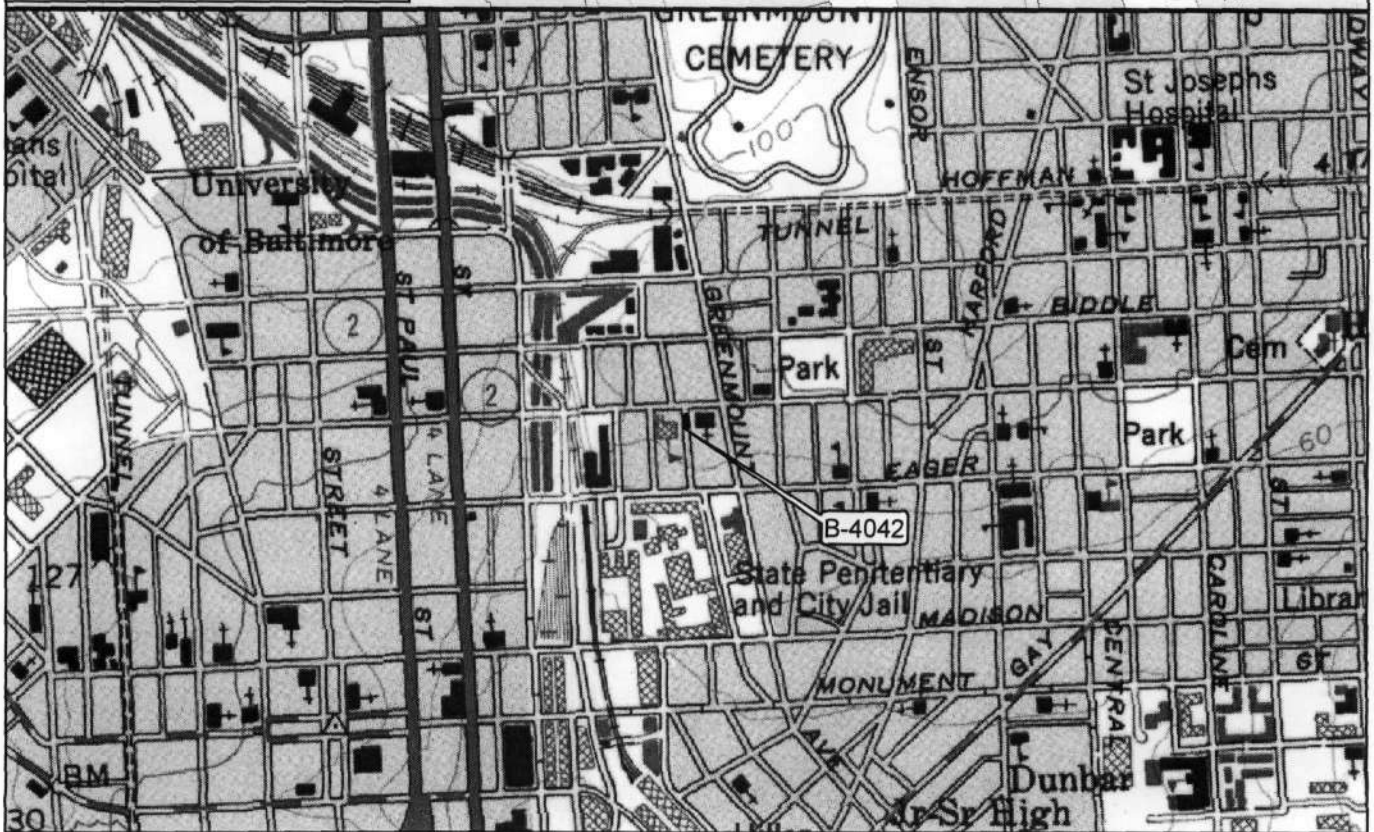 GREENMOUNT
CEMETERY
ENSOR
St Josephs
Hospital
100
HOFFMAN
University
of Baltimore
TUNNEL
HARFORD
ST
ST PAUL
2
GREENMOUNT
BIDDLE
ST
Park
Cem
2
TUNNEL
STREET
4 LANE
4 LANE
EAGER
Park
60
ST
B-4042
127
State Penitentiary
and City Jail
MADISON
CAROLINE
ST
GAY
CENTRAL
ST
MONUMENT
AVE
BM
Dunbar
Jr-Sr High
30